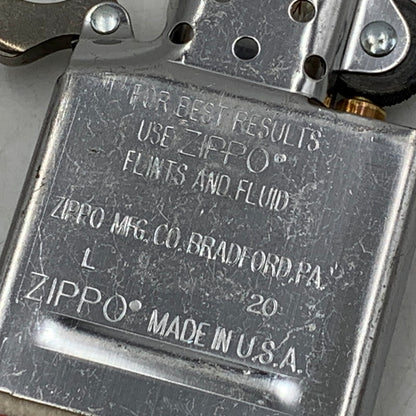 FOR BEST RESULTS
USE ZIPPO®
FLINTS AND FLUID
ZIPPO MFG. CO. BRADFORD, PA.
L 20
ZIPPO® MADE IN U.S.A.